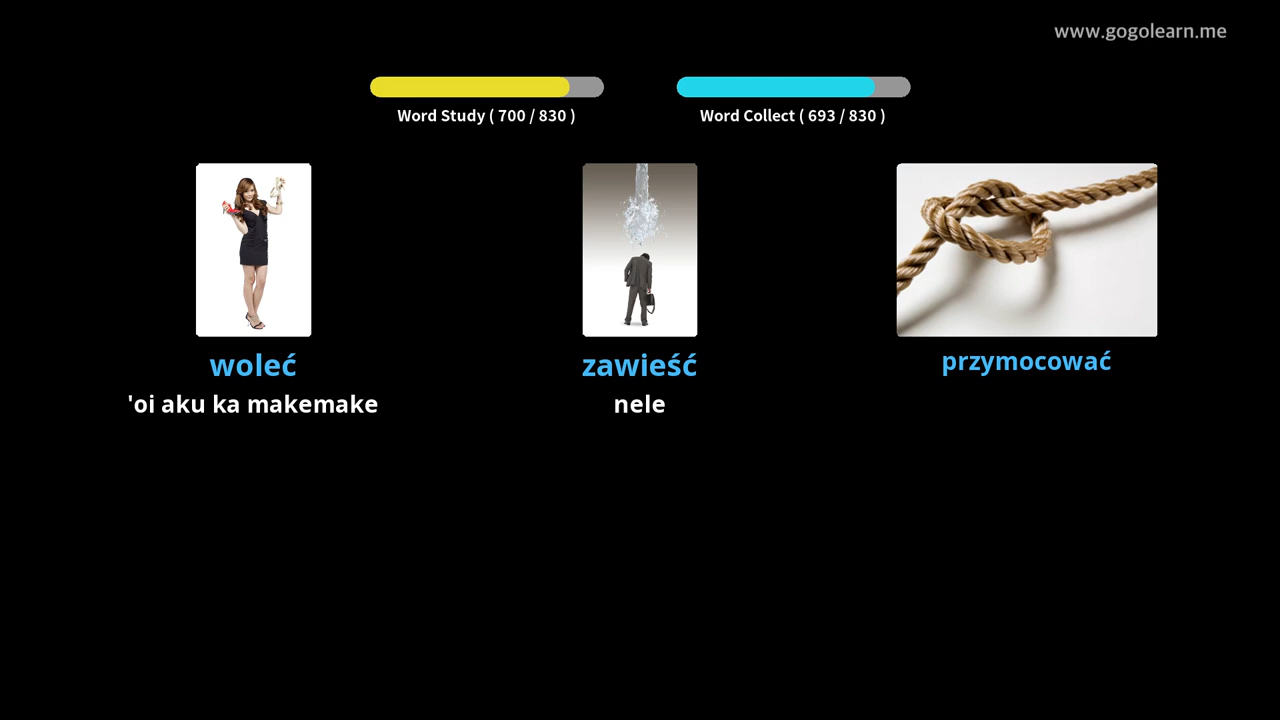 www.gogolearn.me
Word Study ( 700 / 830 )
Word Collect ( 693 / 830 )
woleć
zawieść
przymocować
'oi aku ka makemake
nele